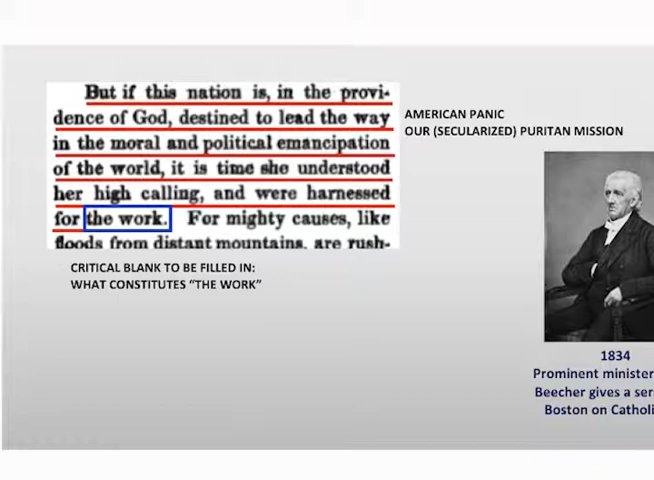 But if this nation is, in the provi-
dence of God, destined to lead the way
in the moral and political emancipation
of the world, it is time she understood
her high calling, and were harnessed
for the work. For mighty causes, like
floods from distant mountains, are rush-
AMERICAN PANIC
OUR (SECULARIZED) PURITAN MISSION
CRITICAL BLANK TO BE FILLED IN:
WHAT CONSTITUTES “THE WORK”
1834
Prominent minister
Beecher gives a ser
Boston on Catholi